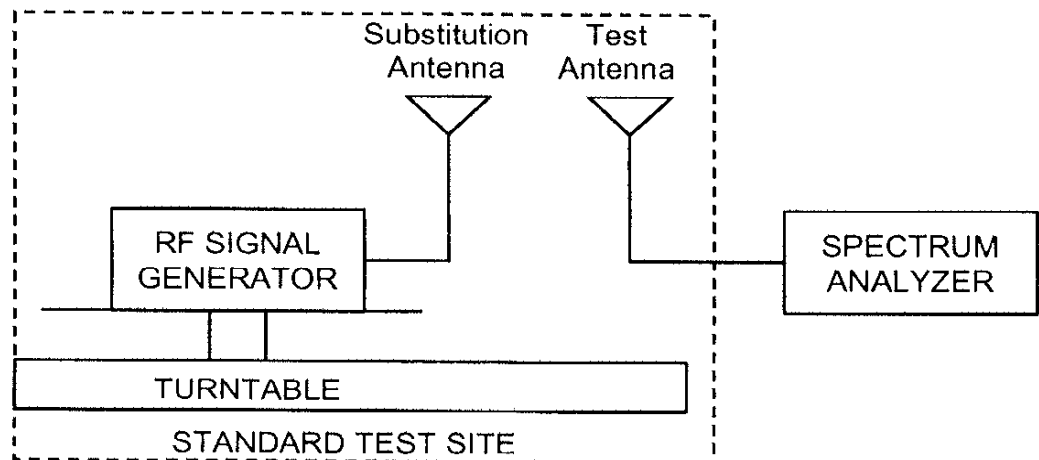 Substitution
Antenna
Test
Antenna
RF SIGNAL
GENERATOR
SPECTRUM
ANALYZER
TURNTABLE
STANDARD TEST SITE